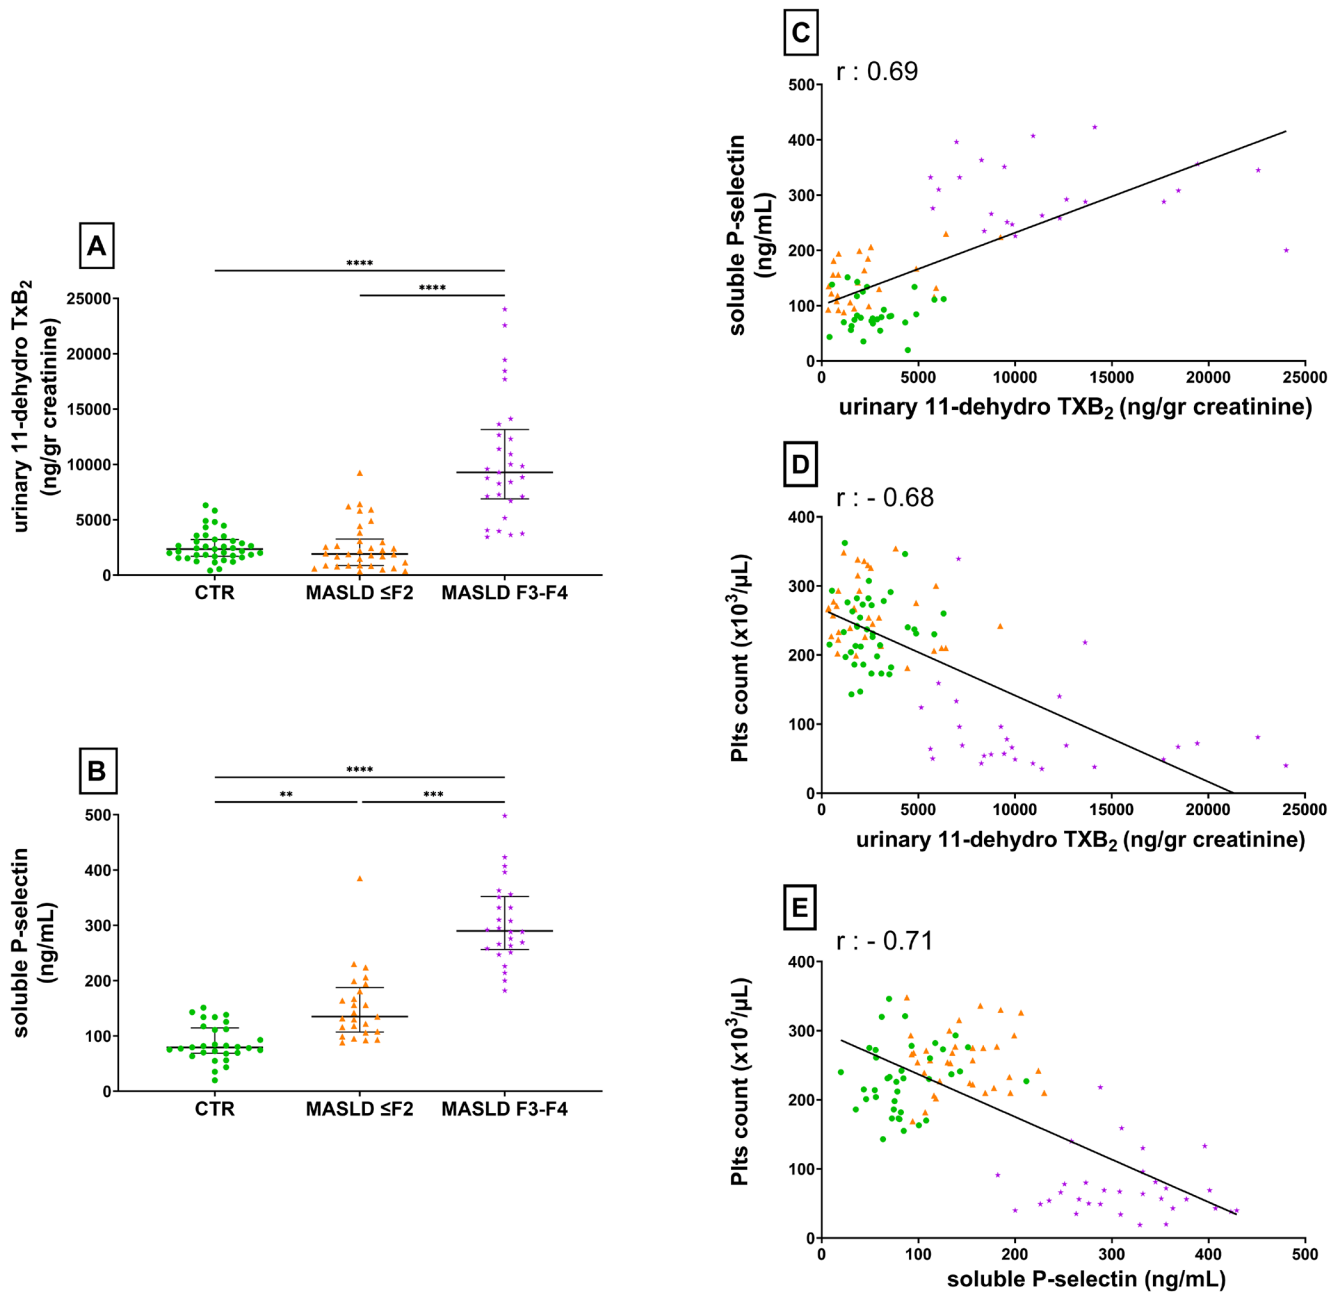 A
****
****
urinary 11-dehydro TxB2
(ng/gr creatinine)
25000
20000
15000
10000
5000
0
CTR
MASLD ≤F2
MASLD F3-F4
B
****
**
***
soluble P-selectin
(ng/mL)
500
400
300
200
100
0
CTR
MASLD ≤F2
MASLD F3-F4
C
r : 0.69
soluble P-selectin
(ng/mL)
500
400
300
200
100
0
0
5000
10000
15000
20000
25000
urinary 11-dehydro TXB2 (ng/gr creatinine)
D
r : - 0.68
Plts count (x10³/µL)
400
300
200
100
0
0
5000
10000
15000
20000
25000
urinary 11-dehydro TXB2 (ng/gr creatinine)
E
r : - 0.71
Plts count (x10³/µL)
400
300
200
100
0
0
100
200
300
400
500
soluble P-selectin (ng/mL)